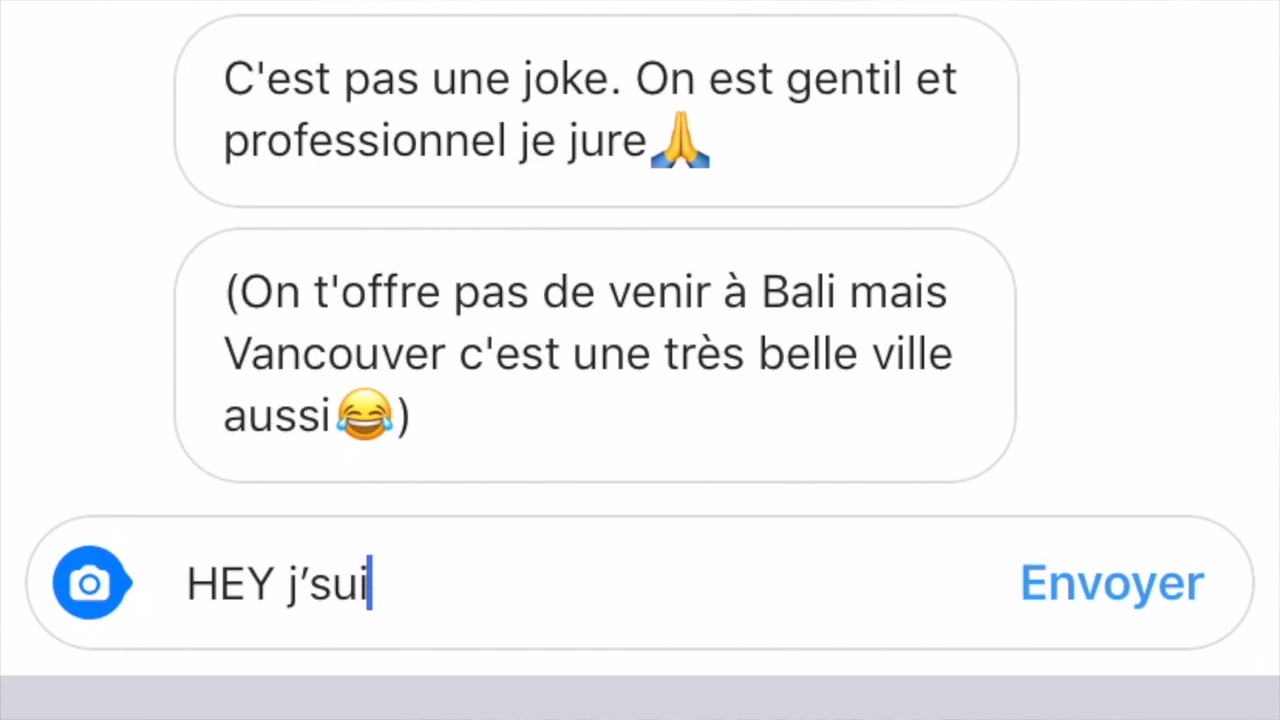 C'est pas une joke. On est gentil et
professionnel je jure🙏
(On t'offre pas de venir à Bali mais
Vancouver c'est une très belle ville
aussi😂)
HEY j’sui
Envoyer